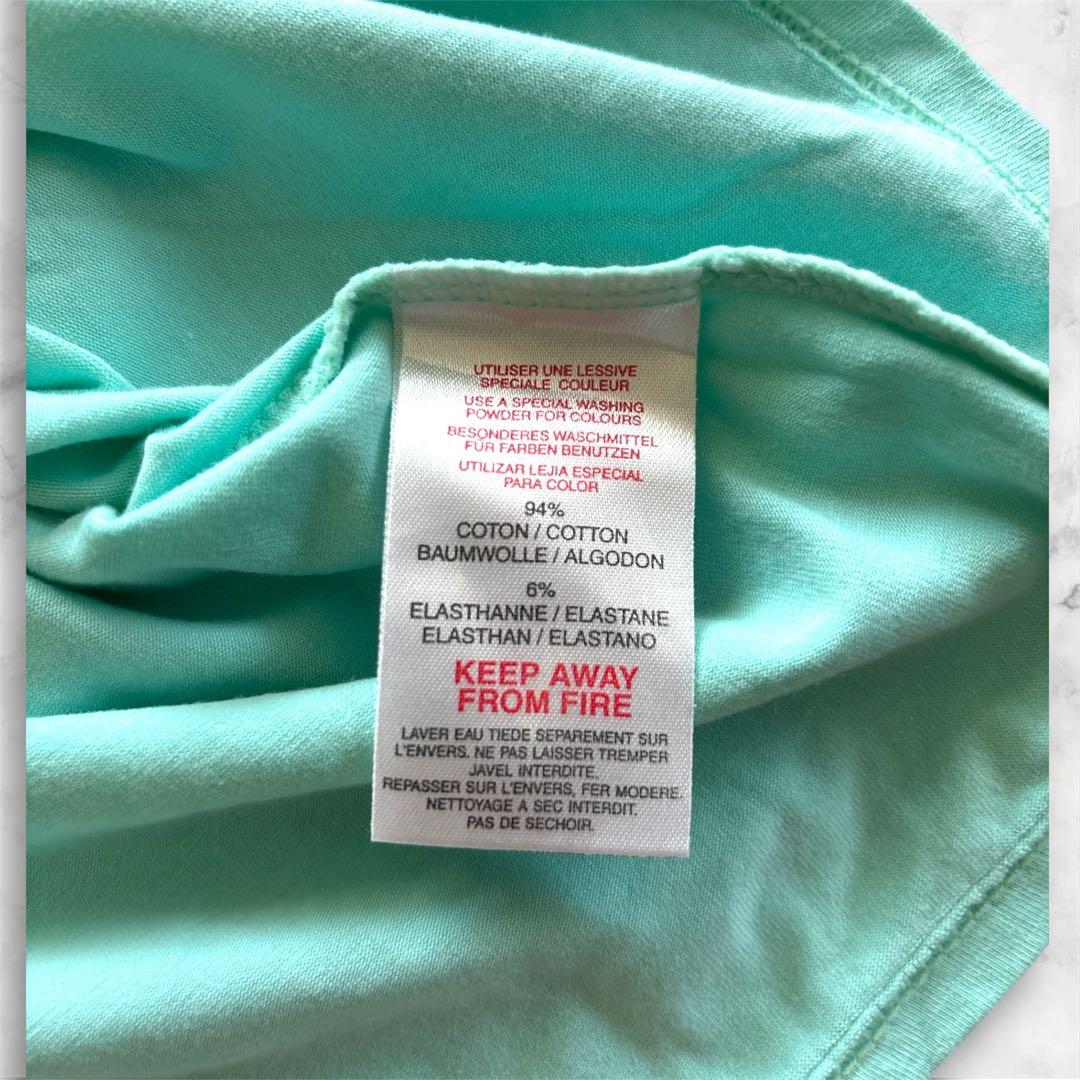 UTILISER UNE LESSIVE
SPECIALE COULEUR
USE A SPECIAL WASHING
POWDER FOR COLOURS
BESONDERES WASCHMITTEL
FÜR FARBEN BENUTZEN
UTILIZAR LEJIA ESPECIAL
PARA COLOR
94%
COTON / COTTON
BAUMWOLLE / ALGODON
6%
ELASTHANNE / ELASTANE
ELASTHAN / ELASTANO
KEEP AWAY
FROM FIRE
LAVER EAU TIEDE SEPAREMENT SUR
L'ENVERS. NE PAS LAISSER TREMPER
JAVEL INTERDITE.
REPASSER SUR L'ENVERS, FER MODERE.
NETTOYAGE A SEC INTERDIT.
PAS DE SECHOIR.